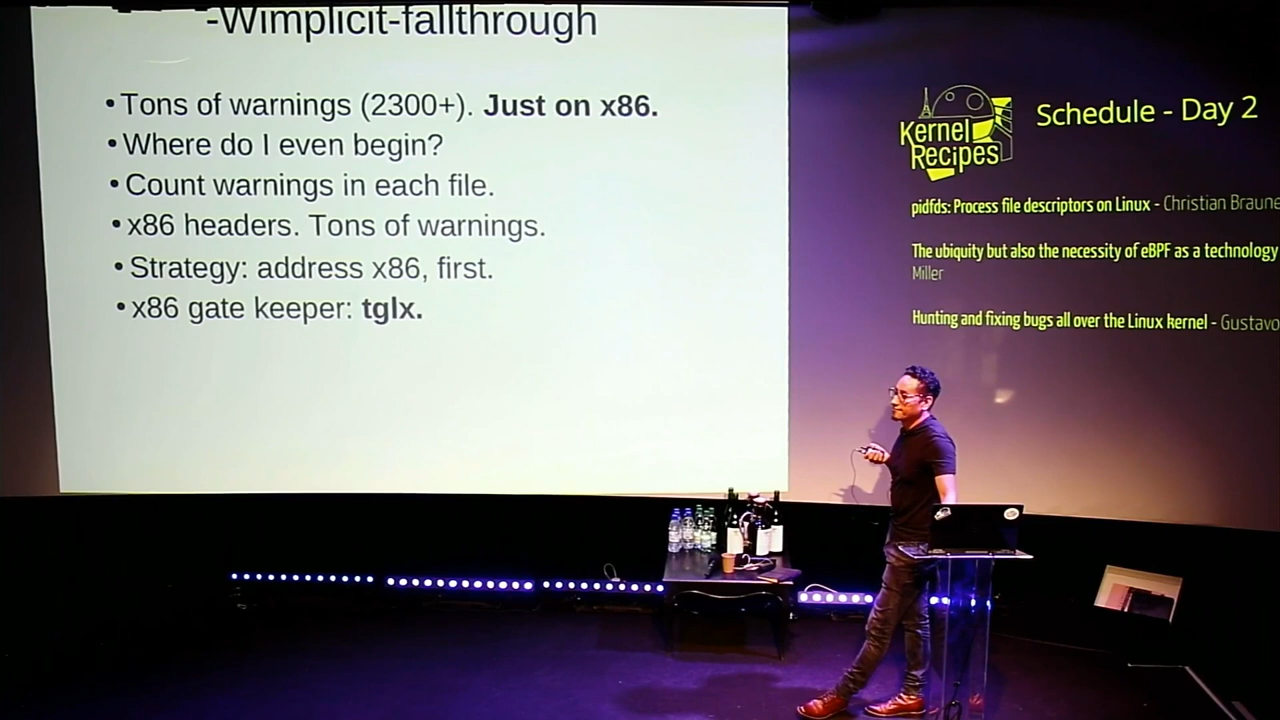 -Wimplicit-fallthrough
• Tons of warnings (2300+). Just on x86.
• Where do I even begin?
• Count warnings in each file.
• x86 headers. Tons of warnings.
• Strategy: address x86, first.
• x86 gate keeper: tglx.
Kernel
Recipes
Schedule - Day 2
pidfds: Process file descriptors on Linux - Christian Braune
The ubiquity but also the necessity of eBPF as a technology
Miller
Hunting and fixing bugs all over the Linux kernel - Gustavo